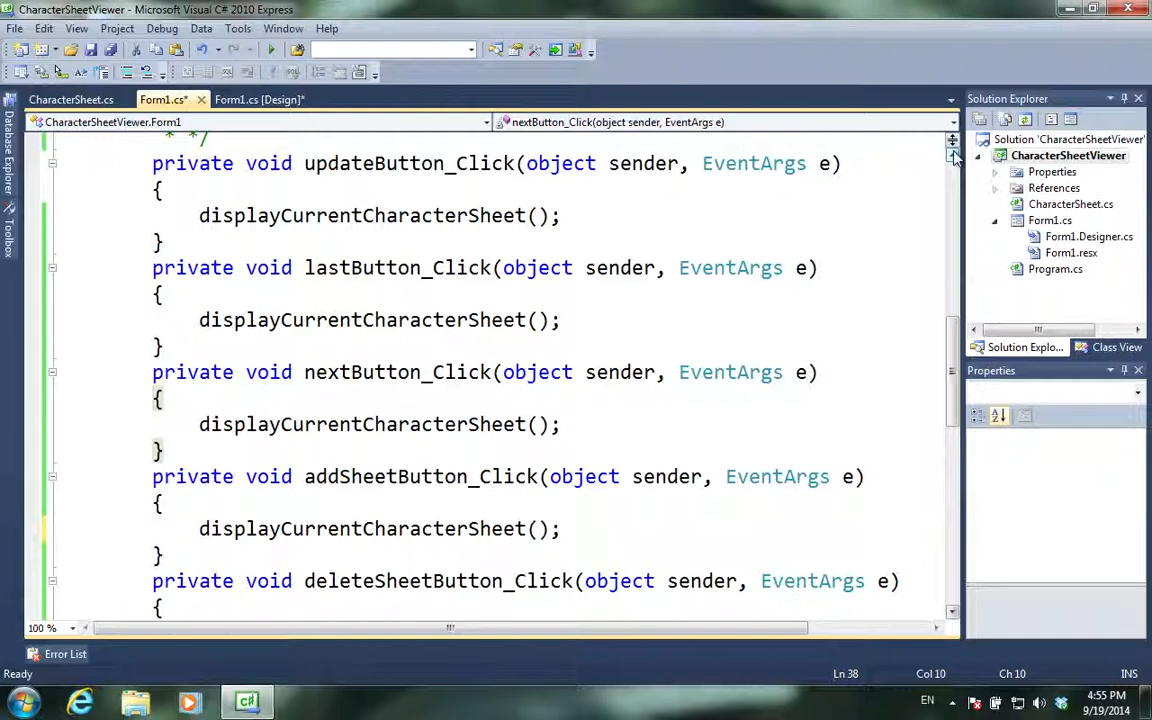 CharacterSheetViewer - Microsoft Visual C# 2010 Express
File Edit View Project Debug Data Tools Window Help
CharacterSheet.cs Form1.cs* Form1.cs [Design]*
CharacterSheetViewer.Form1 nextButton_Click(object sender, EventArgs e)
* */
private void updateButton_Click(object sender, EventArgs e)
{
displayCurrentCharacterSheet();
}
private void lastButton_Click(object sender, EventArgs e)
{
displayCurrentCharacterSheet();
}
private void nextButton_Click(object sender, EventArgs e)
{
displayCurrentCharacterSheet();
}
private void addSheetButton_Click(object sender, EventArgs e)
{
displayCurrentCharacterSheet();
}
private void deleteSheetButton_Click(object sender, EventArgs e)
{
100 %
Database Explorer
Toolbox
Solution Explorer
Solution 'CharacterSheetViewer'
CharacterSheetViewer
Properties
References
CharacterSheet.cs
Form1.cs
Form1.Designer.cs
Form1.resx
Program.cs
Solution Explo... Class View
Properties
Error List
Ready Ln 38 Col 10 Ch 10 INS
EN 4:55 PM
9/19/2014